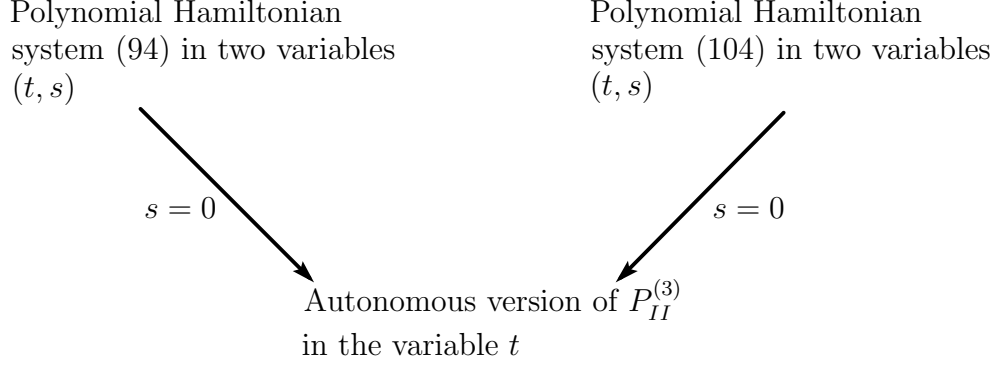 Polynomial Hamiltonian
system (94) in two variables
(t, s)
Polynomial Hamiltonian
system (104) in two variables
(t, s)
s = 0
s = 0
Autonomous version of P_{II}^{(3)}
in the variable t